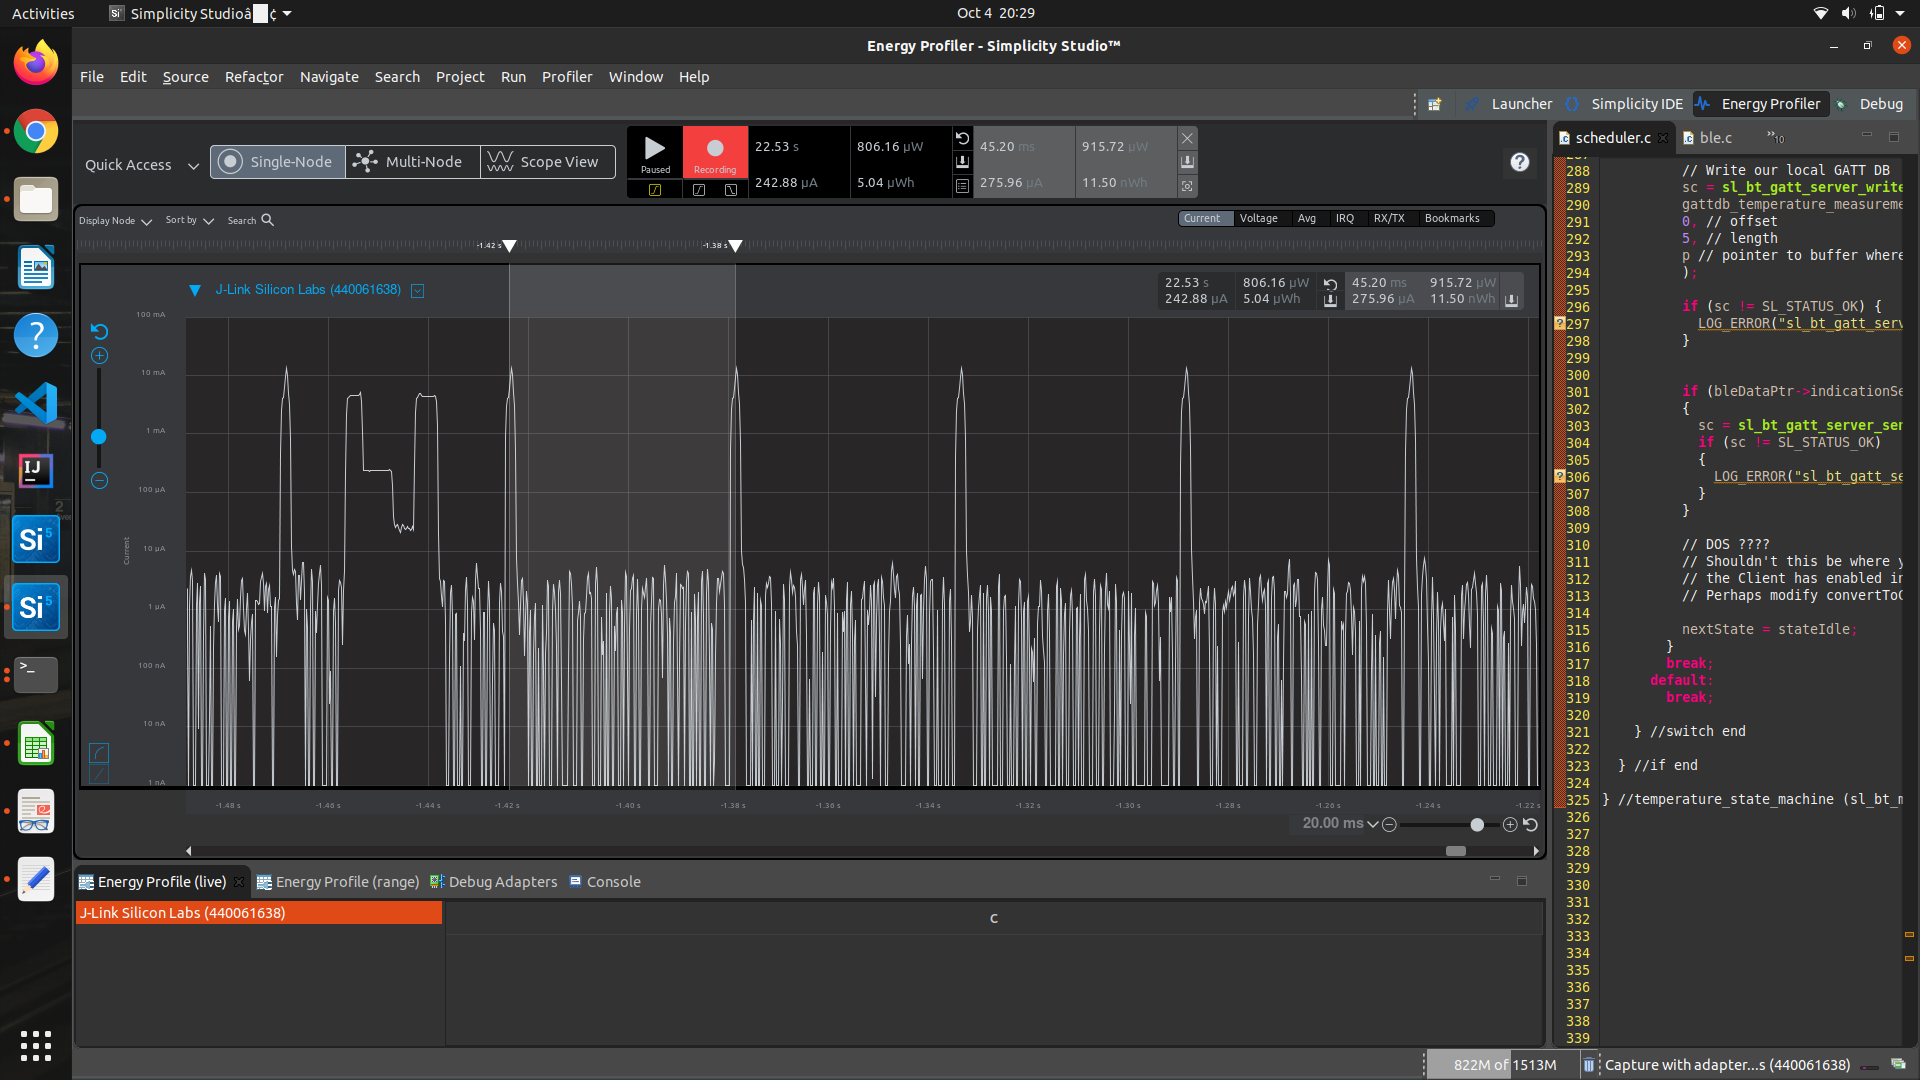 Activities
Simplicity Studioâ ¢
Oct 4 20:29
Energy Profiler - Simplicity Studio™
File Edit Source Refactor Navigate Search Project Run Profiler Window Help
Launcher Simplicity IDE Energy Profiler Debug
Quick Access
Single-Node Multi-Node Scope View
Paused Recording
22.53 s 806.16 µW
242.88 µA 5.04 µWh
45.20 ms 915.72 µW
275.96 µA 11.50 nWh
Display Node Sort by Search
Current Voltage Avg IRQ RX/TX Bookmarks
-1.42 s -1.38 s
J-Link Silicon Labs (440061638)
22.53 s 806.16 µW 45.20 ms 915.72 µW
242.88 µA 5.04 µWh 275.96 µA 11.50 nWh
100 mA
10 mA
1 mA
100 µA
10 µA
1 µA
100 nA
10 nA
1 nA
Current
-1.48 s -1.46 s -1.44 s -1.42 s -1.40 s -1.38 s -1.36 s -1.34 s -1.32 s -1.30 s -1.28 s -1.26 s -1.24 s -1.22 s
20.00 ms
Energy Profile (live) Energy Profile (range) Debug Adapters Console
J-Link Silicon Labs (440061638)
C
scheduler.c ble.c »10
287
288 // Write our local GATT DB
289 sc = sl_bt_gatt_server_write
290 gattdb_temperature_measureme
291 0, // offset
292 5, // length
293 p // pointer to buffer where
294 );
295
296 if (sc != SL_STATUS_OK) {
297 LOG_ERROR("sl_bt_gatt_serv
298 }
299
300
301 if (bleDataPtr->indicationSe
302 {
303 sc = sl_bt_gatt_server_sen
304 if (sc != SL_STATUS_OK)
305 {
306 LOG_ERROR("sl_bt_gatt_se
307 }
308 }
309
310 // DOS ????
311 // Shouldn't this be where y
312 // the Client has enabled in
313 // Perhaps modify convertToC
314
315 nextState = stateIdle;
316 }
317 break;
318 default:
319 break;
320
321 } //switch end
322
323 } //if end
324
325 } //temperature_state_machine (sl_bt_m
326
327
328
329
330
331
332
333
334
335
336
337
338
339
822M of 1513M
Capture with adapter...s (440061638)